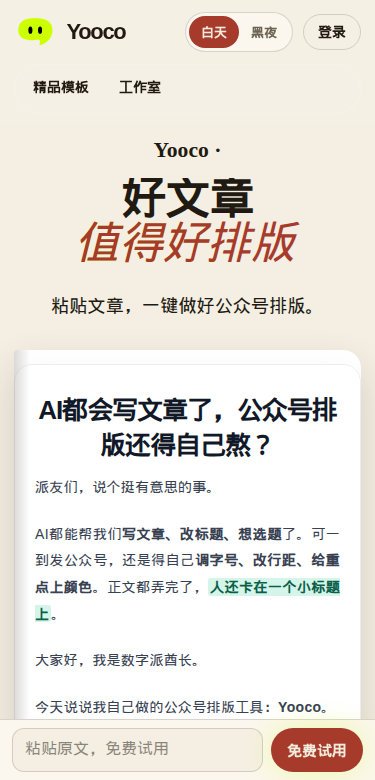 Yooco
白天 黑夜 登录
精品模板 工作室
Yooco ·
好文章
值得好排版
粘贴文章，一键做好公众号排版。
AI都会写文章了，公众号排
版还得自己熬？
派友们，说个挺有意思的事。
AI都能帮我们写文章、改标题、想选题了。可一
到发公众号，还是得自己调字号、改行距、给重
点上颜色。正文都弄完了，人还卡在一个小标题
上。
大家好，我是数字派酋长。
今天说说我自己做的公众号排版工具：Yooco。
粘贴原文，免费试用 免费试用